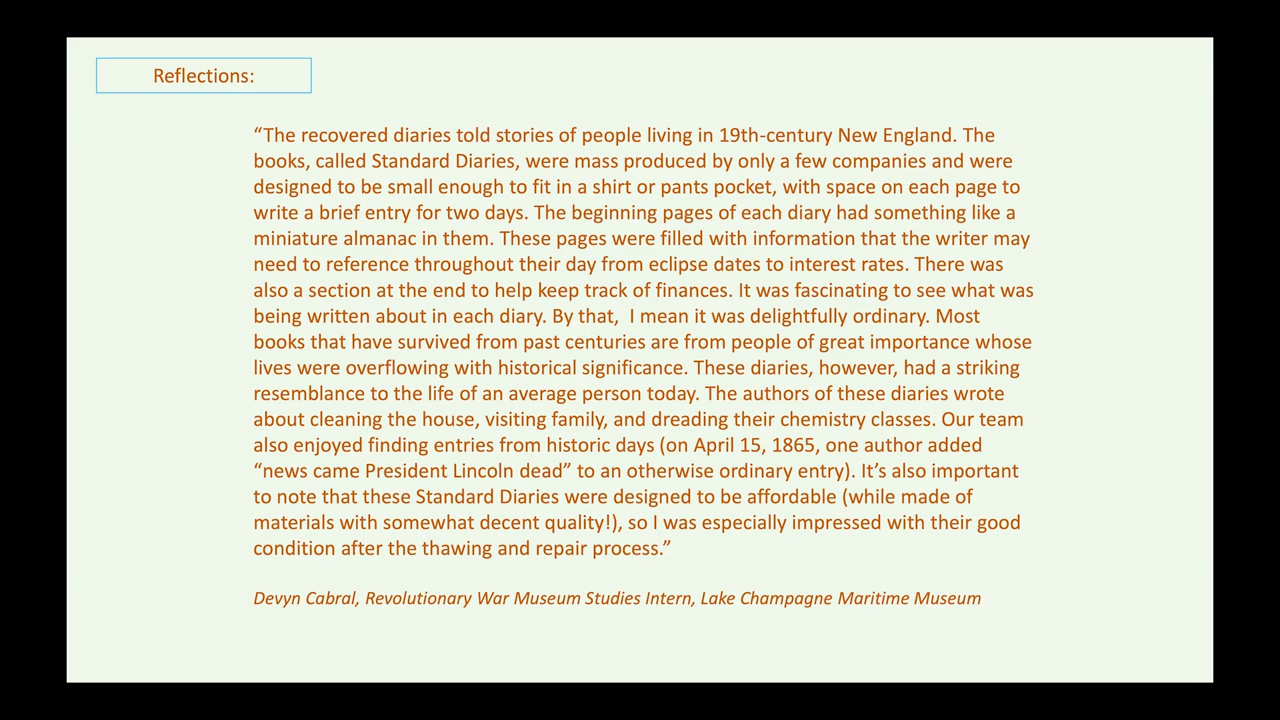 Reflections:
“The recovered diaries told stories of people living in 19th-century New England. The
books, called Standard Diaries, were mass produced by only a few companies and were
designed to be small enough to fit in a shirt or pants pocket, with space on each page to
write a brief entry for two days. The beginning pages of each diary had something like a
miniature almanac in them. These pages were filled with information that the writer may
need to reference throughout their day from eclipse dates to interest rates. There was
also a section at the end to help keep track of finances. It was fascinating to see what was
being written about in each diary. By that,  I mean it was delightfully ordinary. Most
books that have survived from past centuries are from people of great importance whose
lives were overflowing with historical significance. These diaries, however, had a striking
resemblance to the life of an average person today. The authors of these diaries wrote
about cleaning the house, visiting family, and dreading their chemistry classes. Our team
also enjoyed finding entries from historic days (on April 15, 1865, one author added
“news came President Lincoln dead” to an otherwise ordinary entry). It’s also important
to note that these Standard Diaries were designed to be affordable (while made of
materials with somewhat decent quality!), so I was especially impressed with their good
condition after the thawing and repair process.”
Devyn Cabral, Revolutionary War Museum Studies Intern, Lake Champagne Maritime Museum